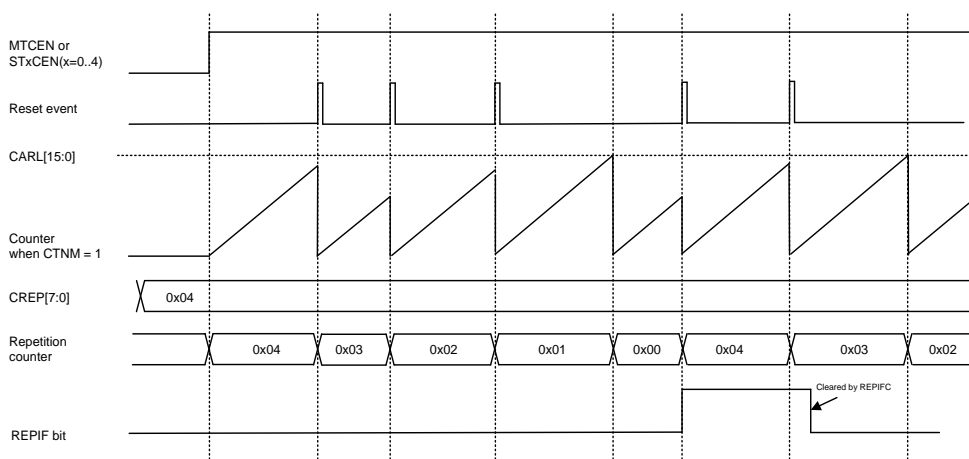 MTCEN or
STxCEN(x=0..4)
Reset event
CARL[15:0]
Counter
when CTNM = 1
CREP[7:0]
0x04
Repetition
counter
0x04
0x03
0x02
0x01
0x00
0x04
0x03
0x02
Cleared by REPIFC
REPIF bit